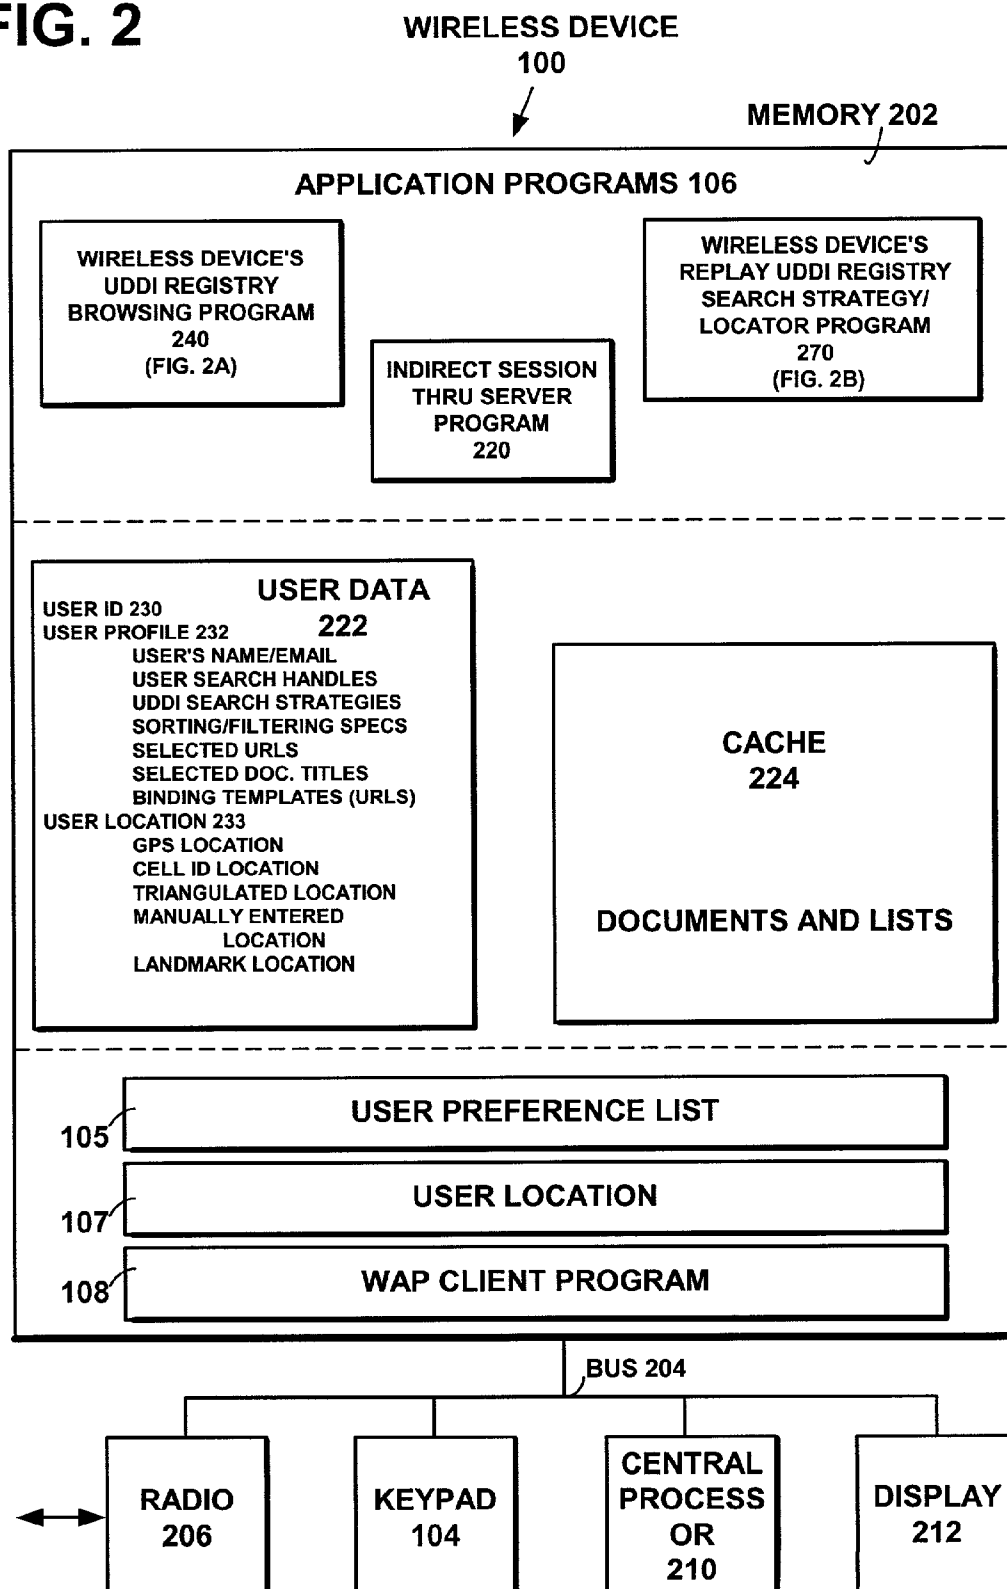 FIG. 2
WIRELESS DEVICE
100
MEMORY 202
APPLICATION PROGRAMS 106
WIRELESS DEVICE'S
UDDI REGISTRY
BROWSING PROGRAM
240
(FIG. 2A)
INDIRECT SESSION
THRU SERVER
PROGRAM
220
WIRELESS DEVICE'S
REPLAY UDDI REGISTRY
SEARCH STRATEGY/
LOCATOR PROGRAM
270
(FIG. 2B)
USER DATA
222
USER ID 230
USER PROFILE 232
USER'S NAME/EMAIL
USER SEARCH HANDLES
UDDI SEARCH STRATEGIES
SORTING/FILTERING SPECS
SELECTED URLS
SELECTED DOC. TITLES
BINDING TEMPLATES (URLS)
USER LOCATION 233
GPS LOCATION
CELL ID LOCATION
TRIANGULATED LOCATION
MANUALLY ENTERED
LOCATION
LANDMARK LOCATION
CACHE
224
DOCUMENTS AND LISTS
105
USER PREFERENCE LIST
107
USER LOCATION
108
WAP CLIENT PROGRAM
BUS 204
RADIO
206
KEYPAD
104
CENTRAL
PROCESS
OR
210
DISPLAY
212